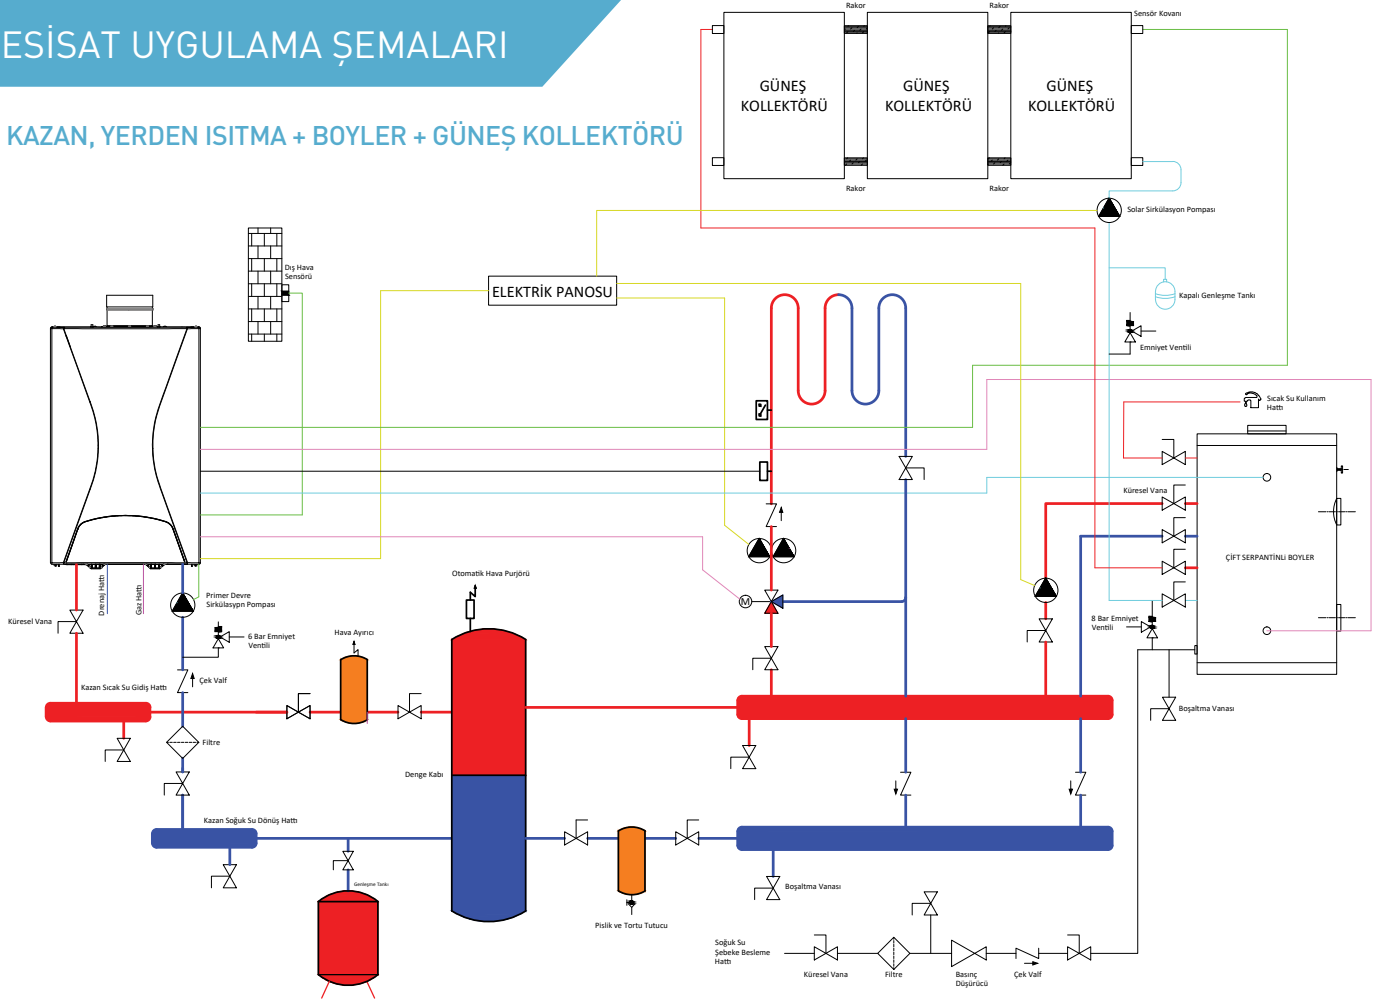 ESİSAT UYGULAMA ŞEMALARI
KAZAN, YERDEN ISITMA + BOYLER + GÜNEŞ KOLLEKTÖRÜ
Rakor
Rakor
Sensör Kovanı
GÜNEŞ
KOLLEKTÖRÜ
GÜNEŞ
KOLLEKTÖRÜ
GÜNEŞ
KOLLEKTÖRÜ
Rakor
Rakor
Solar Sirkülasyon Pompası
Dış Hava
Sensörü
ELEKTRİK PANOSU
Kapalı Genleşme Tankı
Emniyet Ventili
Sıcak Su Kullanım
Hattı
Küresel Vana
ÇİFT SERPANTİNLİ BOYLER
Otomatik Hava Purjörü
Drenaj Hattı
Gaz Hattı
Primer Devre
Sirkülasypn Pompası
M
Küresel Vana
6 Bar Emniyet
Ventili
Hava Ayırıcı
8 Bar Emniyet
Ventili
Çek Valf
Kazan Sıcak Su Gidiş Hattı
Boşaltma Vanası
Filtre
Denge Kabı
Kazan Soğuk Su Dönüş Hattı
Genleşme Tankı
Boşaltma Vanası
Pislik ve Tortu Tutucu
Soğuk Su
Şebeke Besleme
Hattı
Küresel Vana
Filtre
Basınç
Düşürücü
Çek Valf